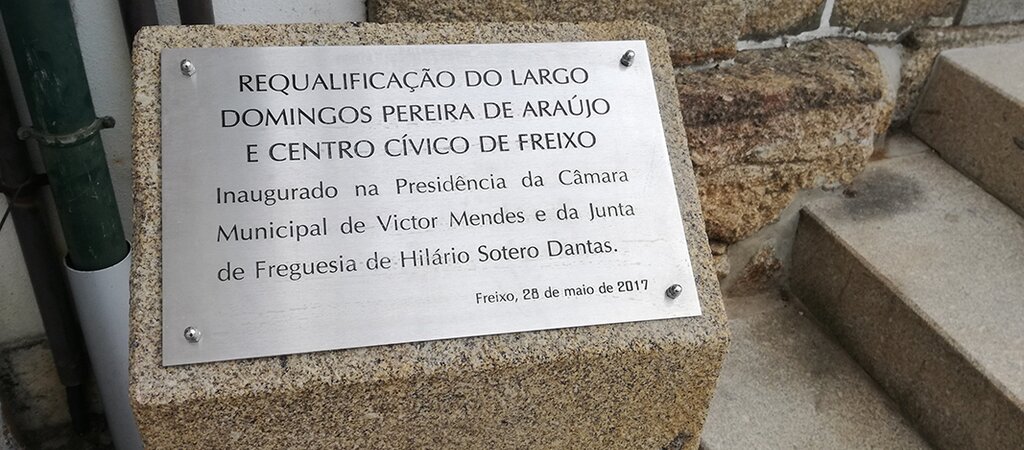 REQUALIFICAÇÃO DO LARGO
DOMINGOS PEREIRA DE ARAÚJO
E CENTRO CÍVICO DE FREIXO
Inaugurado na Presidência da Câmara
Municipal de Victor Mendes e da Junta
de Freguesia de Hilário Sotero Dantas.
Freixo, 28 de maio de 2017